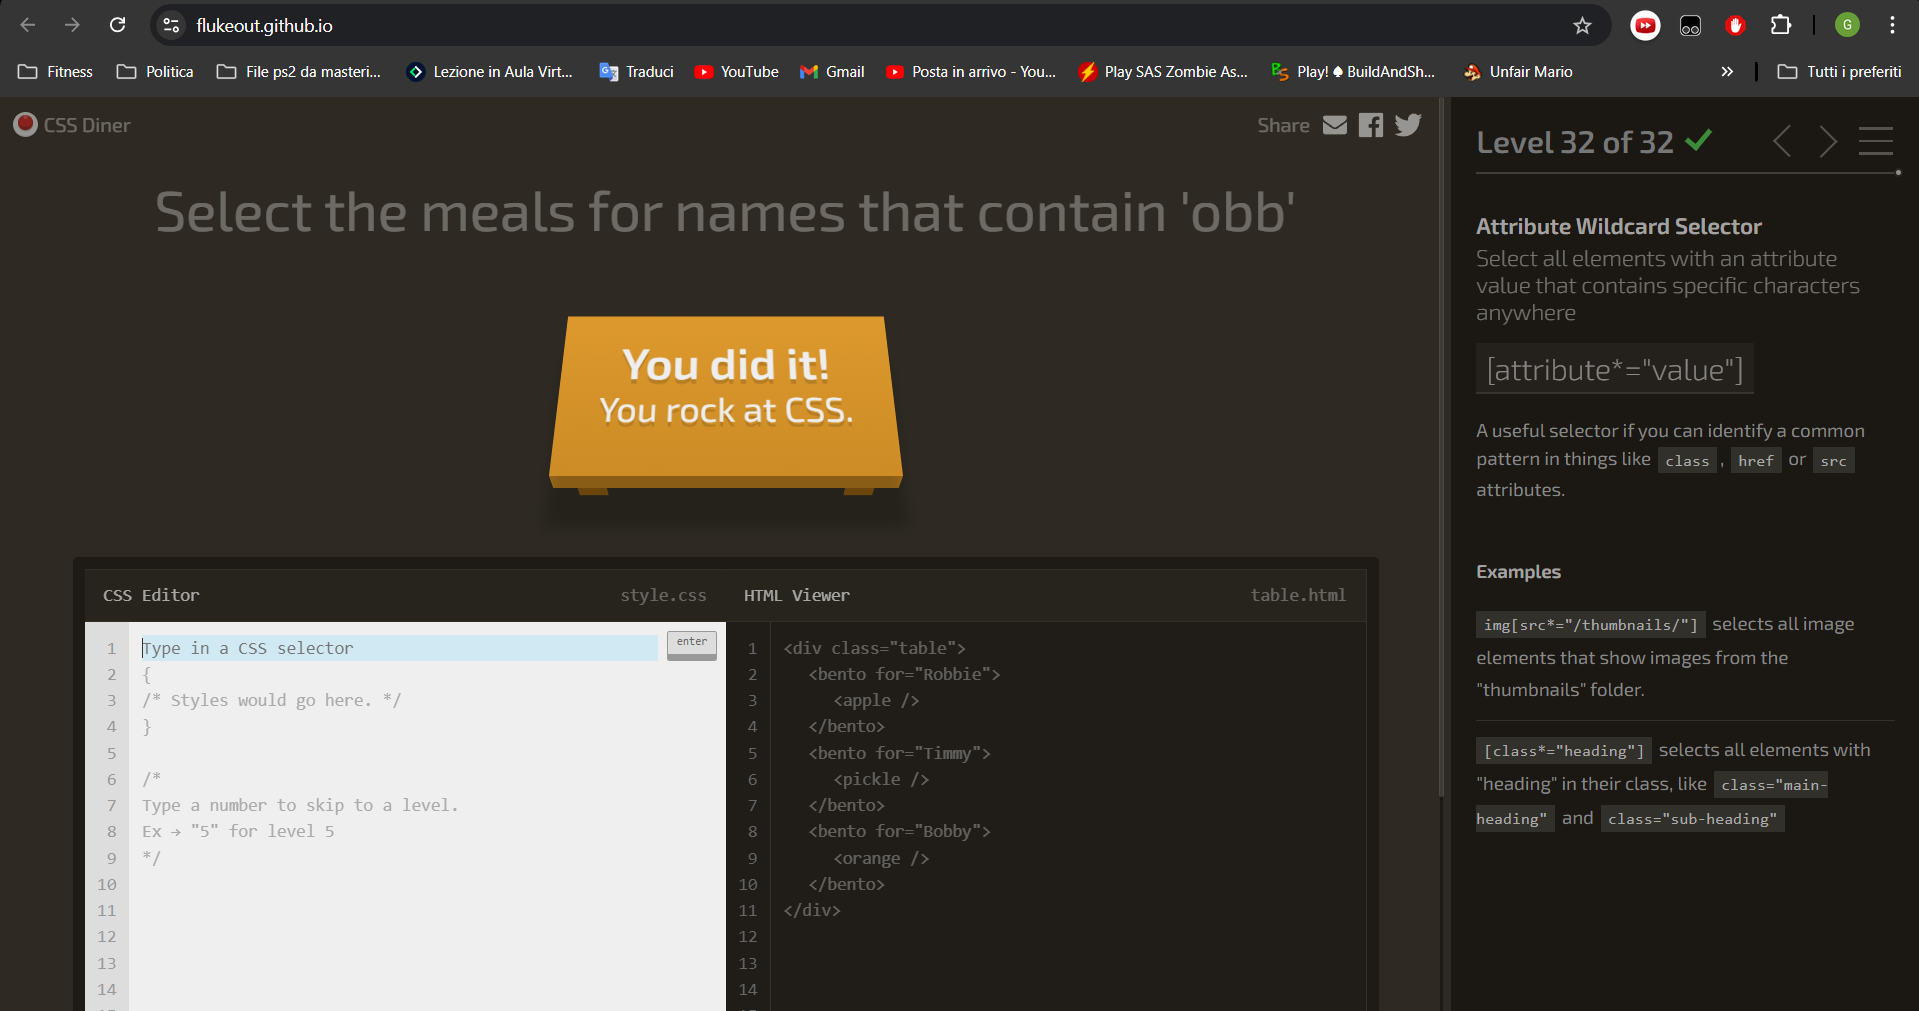 flukeout.github.io
G
Fitness
Politica
File ps2 da masteri...
Lezione in Aula Virt...
Traduci
YouTube
Gmail
Posta in arrivo - You...
Play SAS Zombie As...
Play! ♠ BuildAndSh...
Unfair Mario
»
Tutti i preferiti
CSS Diner
Share
Select the meals for names that contain 'obb'
You did it!
You rock at CSS.
CSS Editor
style.css
1 Type in a CSS selector
enter
2 {
3 /* Styles would go here. */
4 }
5
6 /*
7 Type a number to skip to a level.
8 Ex → "5" for level 5
9 */
10
11
12
13
14
HTML Viewer
table.html
1 <div class="table">
2 <bento for="Robbie">
3 <apple />
4 </bento>
5 <bento for="Timmy">
6 <pickle />
7 </bento>
8 <bento for="Bobby">
9 <orange />
10 </bento>
11 </div>
12
13
14
Level 32 of 32
Attribute Wildcard Selector
Select all elements with an attribute
value that contains specific characters
anywhere
[attribute*="value"]
A useful selector if you can identify a common
pattern in things like class , href or src
attributes.
Examples
img[src*="/thumbnails/"] selects all image
elements that show images from the
"thumbnails" folder.
[class*="heading"] selects all elements with
"heading" in their class, like class="main-
heading" and class="sub-heading"